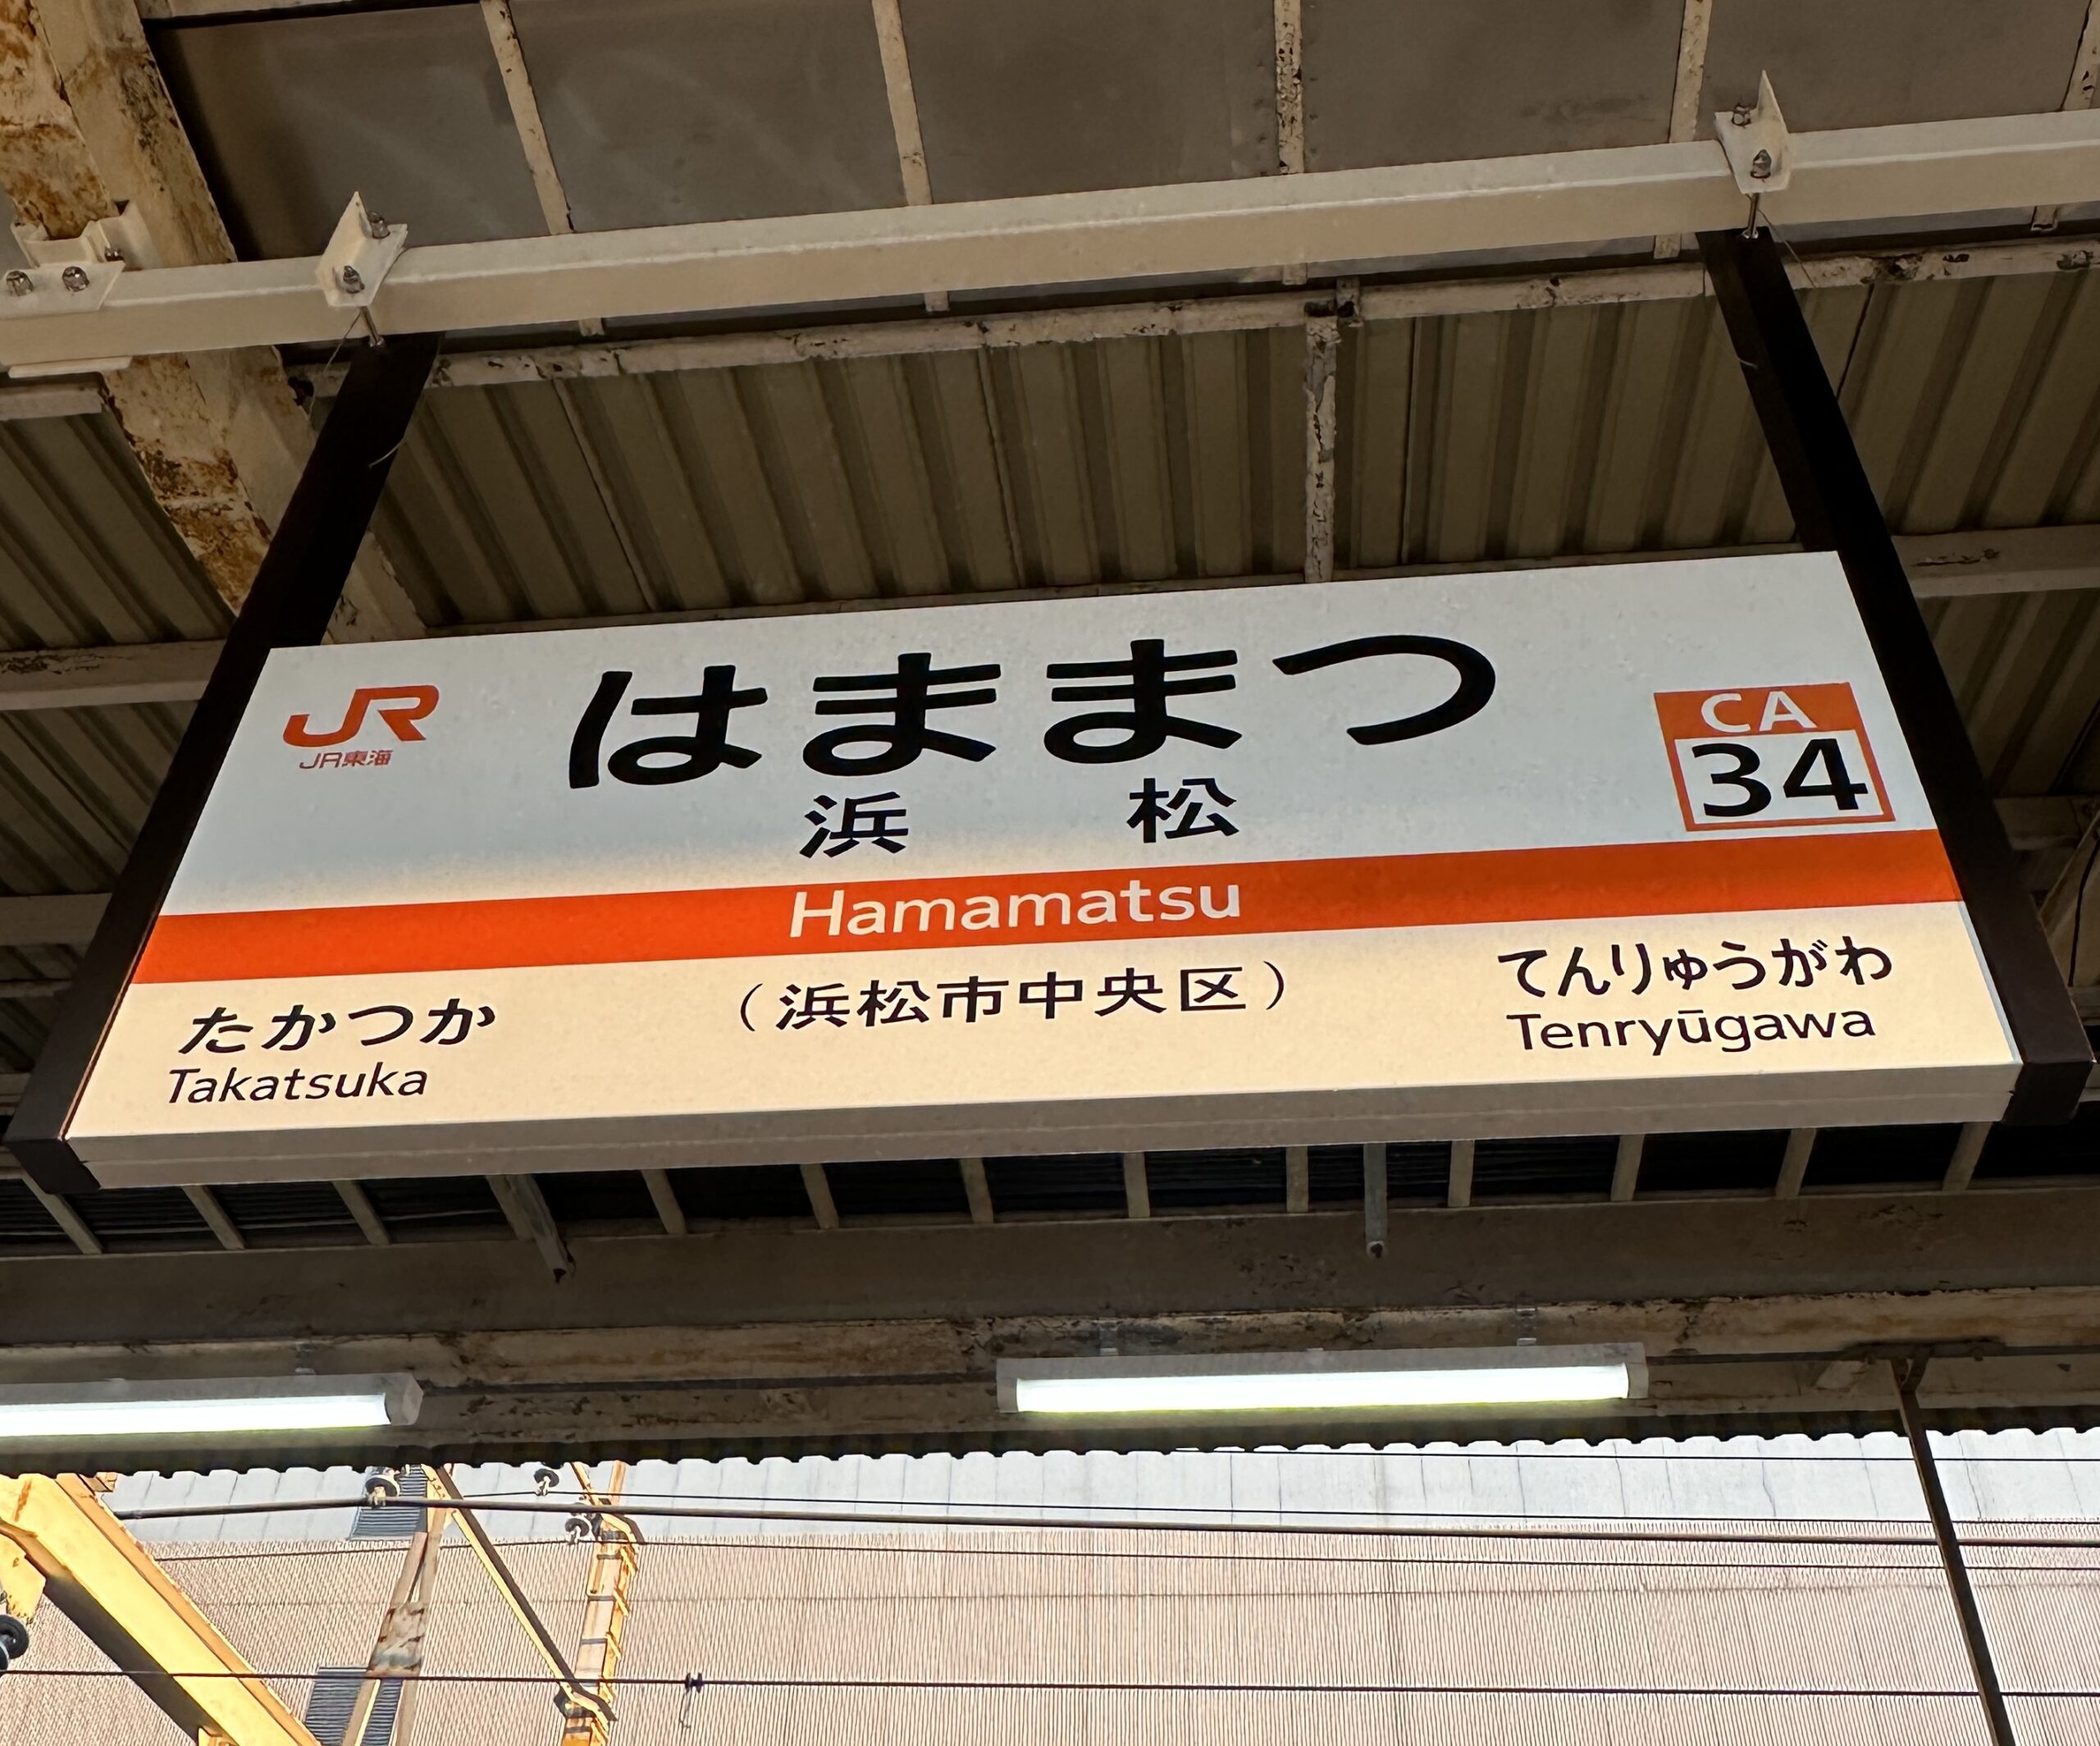 JR
JR東海
はままつ
浜松
CA
34
Hamamatsu
（浜松市中央区）
たかつか
Takatsuka
てんりゅうがわ
Tenryūgawa